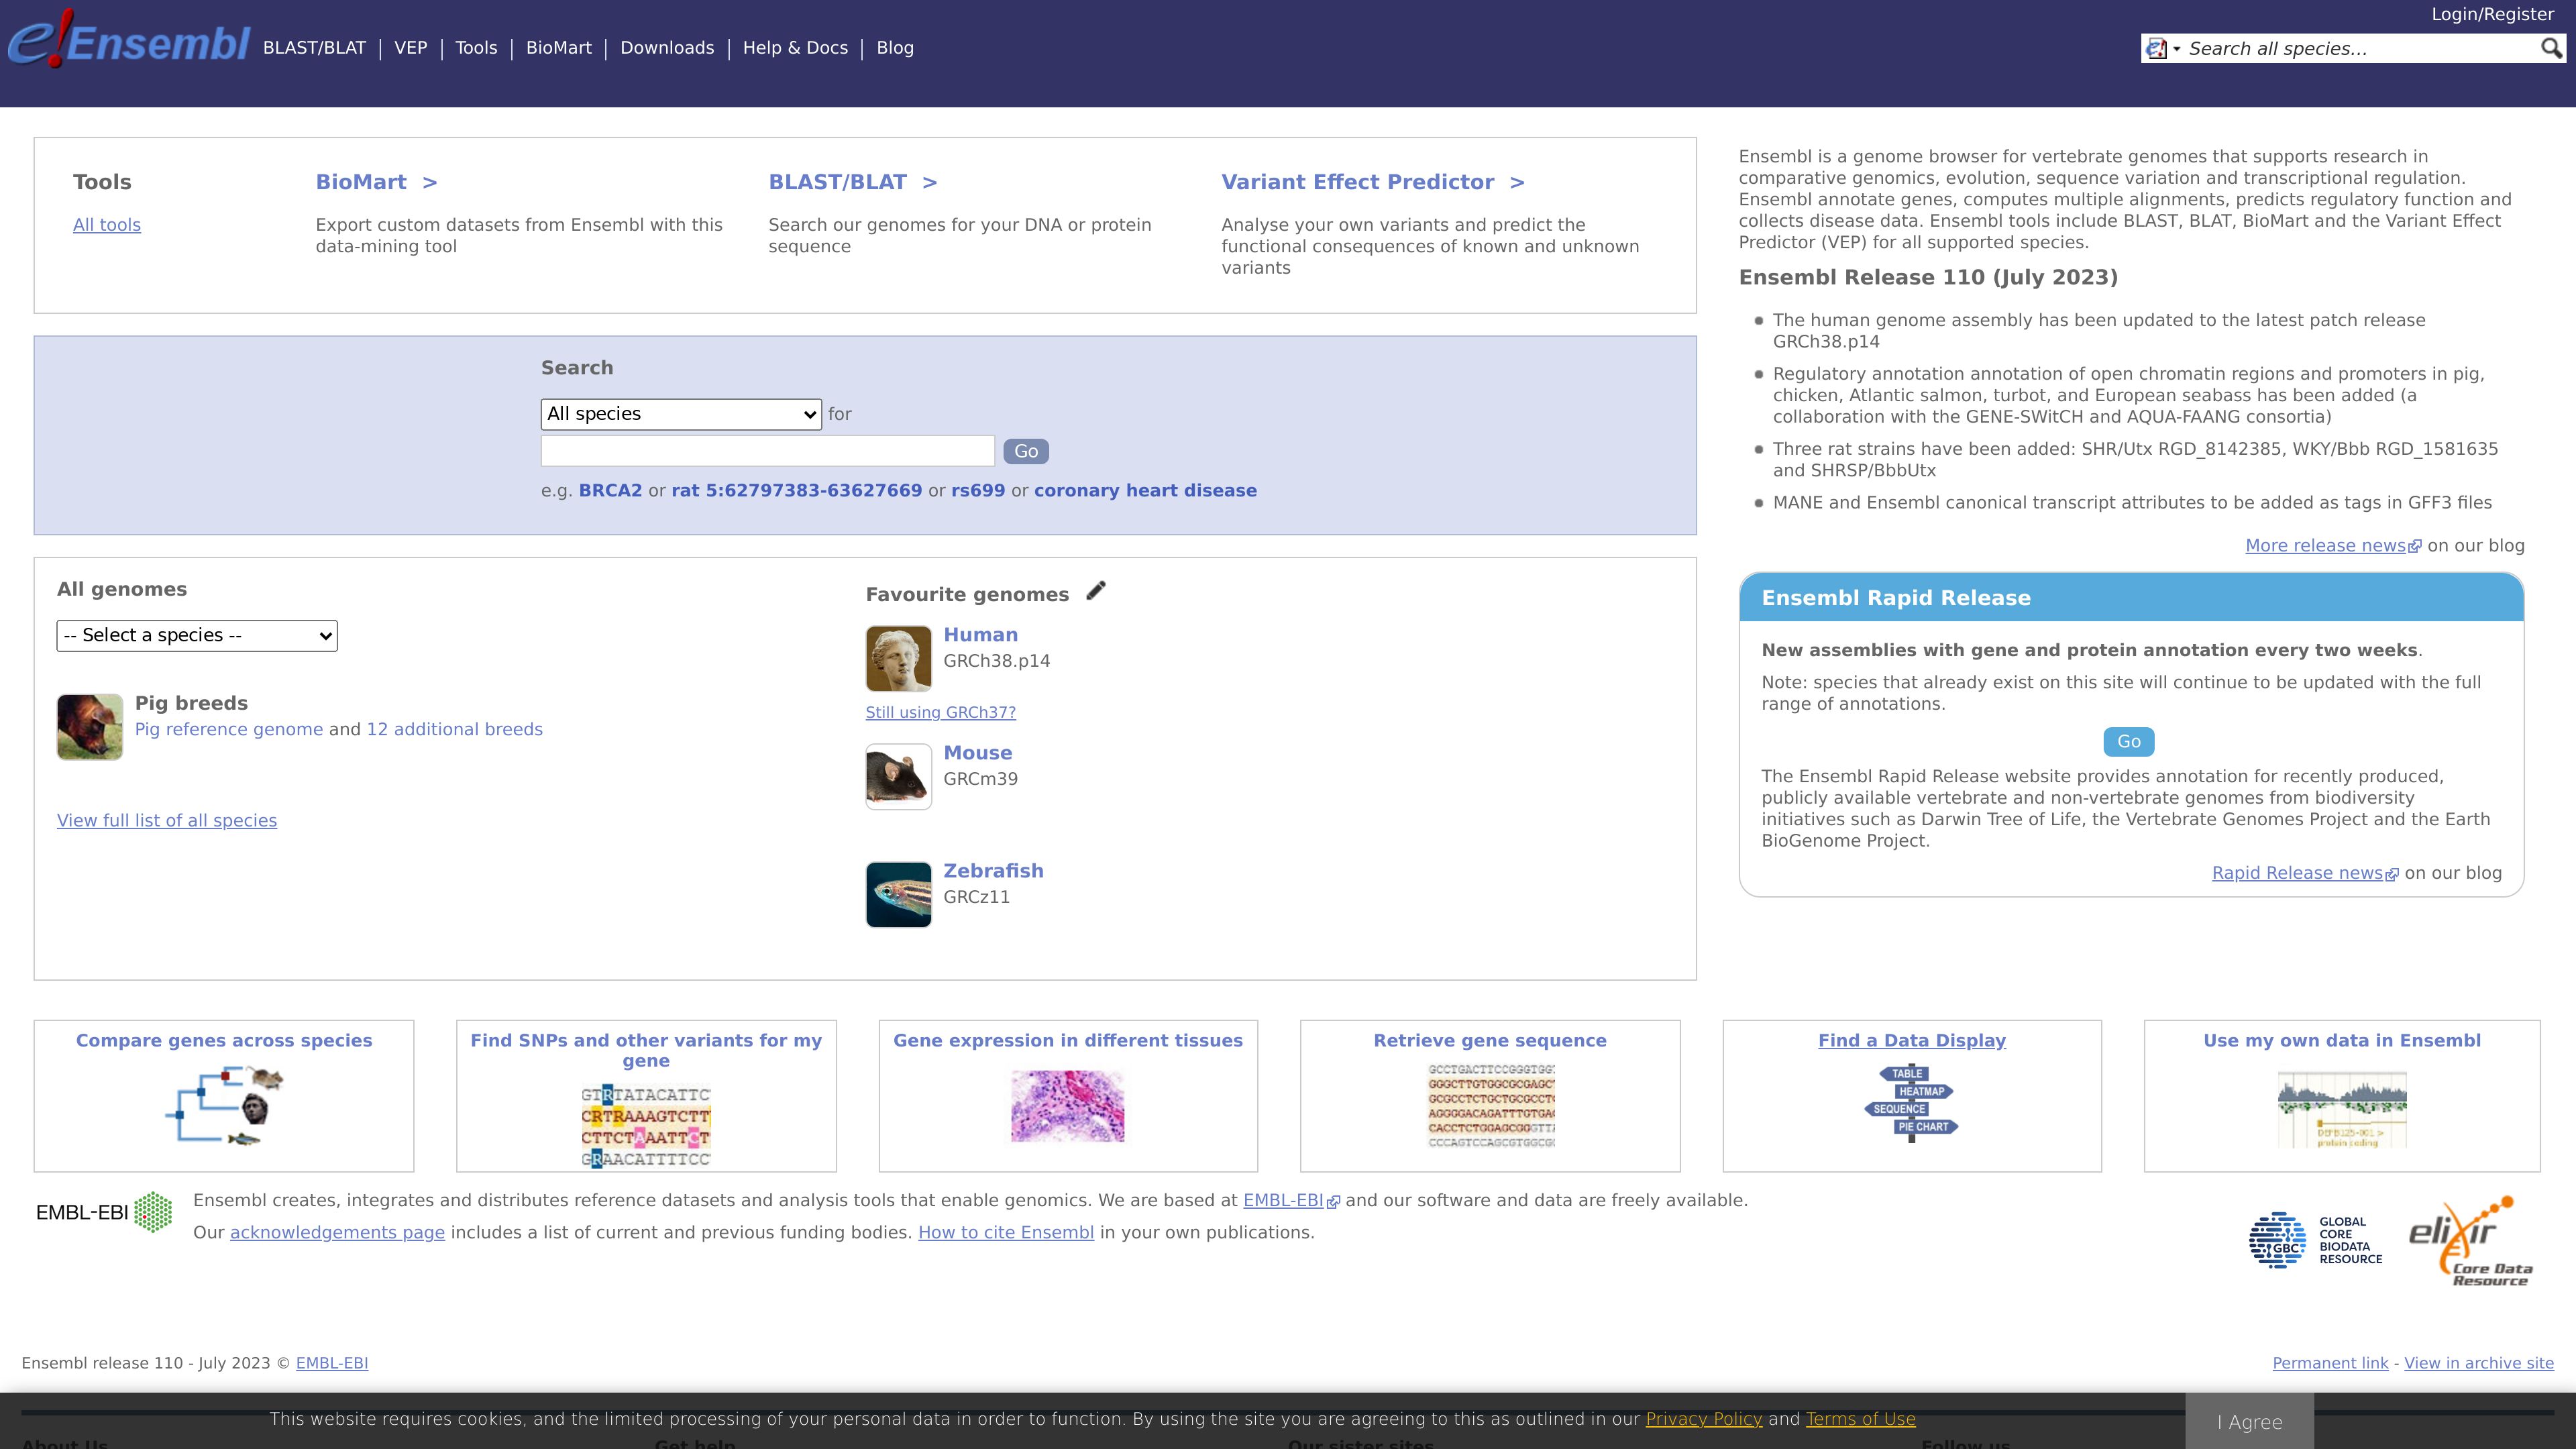 e!Ensembl
BLAST/BLAT | VEP | Tools | BioMart | Downloads | Help & Docs | Blog
Login/Register
Search all species...
Tools
All tools
BioMart >
Export custom datasets from Ensembl with this
data-mining tool
BLAST/BLAT >
Search our genomes for your DNA or protein
sequence
Variant Effect Predictor >
Analyse your own variants and predict the
functional consequences of known and unknown
variants
Search
All species for
Go
e.g. BRCA2 or rat 5:62797383-63627669 or rs699 or coronary heart disease
All genomes
-- Select a species --
Pig breeds
Pig reference genome and 12 additional breeds
View full list of all species
Favourite genomes
Human
GRCh38.p14
Still using GRCh37?
Mouse
GRCm39
Zebrafish
GRCz11
Ensembl is a genome browser for vertebrate genomes that supports research in
comparative genomics, evolution, sequence variation and transcriptional regulation.
Ensembl annotate genes, computes multiple alignments, predicts regulatory function and
collects disease data. Ensembl tools include BLAST, BLAT, BioMart and the Variant Effect
Predictor (VEP) for all supported species.
Ensembl Release 110 (July 2023)
The human genome assembly has been updated to the latest patch release
GRCh38.p14
Regulatory annotation annotation of open chromatin regions and promoters in pig,
chicken, Atlantic salmon, turbot, and European seabass has been added (a
collaboration with the GENE-SWitCH and AQUA-FAANG consortia)
Three rat strains have been added: SHR/Utx RGD_8142385, WKY/Bbb RGD_1581635
and SHRSP/BbbUtx
MANE and Ensembl canonical transcript attributes to be added as tags in GFF3 files
More release news on our blog
Ensembl Rapid Release
New assemblies with gene and protein annotation every two weeks.
Note: species that already exist on this site will continue to be updated with the full
range of annotations.
Go
The Ensembl Rapid Release website provides annotation for recently produced,
publicly available vertebrate and non-vertebrate genomes from biodiversity
initiatives such as Darwin Tree of Life, the Vertebrate Genomes Project and the Earth
BioGenome Project.
Rapid Release news on our blog
Compare genes across species
Find SNPs and other variants for my
gene
GTRTATACATTC
CRTRAAAGTCTT
CTTCTAAATTCT
GRAACATTTTCC
Gene expression in different tissues
Retrieve gene sequence
GCCTGACTTCCGGGTGG
GGGCTTGTGGCGCGAGC
GCGCCTCTGCTGCGCCT
AGGGGACAGATTTGTGA
CACCTCTGGAGCGGGTT
CCCAGTCCAGCGTGGCG
Find a Data Display
TABLE
HEATMAP
SEQUENCE
PIE CHART
Use my own data in Ensembl
DEFB125-001 >
protein coding
EMBL-EBI
Ensembl creates, integrates and distributes reference datasets and analysis tools that enable genomics. We are based at EMBL-EBI and our software and data are freely available.
Our acknowledgements page includes a list of current and previous funding bodies. How to cite Ensembl in your own publications.
GBC
GLOBAL
CORE
BIODATA
RESOURCE
elixir
Core Data
Resource
Ensembl release 110 - July 2023 © EMBL-EBI
Permanent link - View in archive site
This website requires cookies, and the limited processing of your personal data in order to function. By using the site you are agreeing to this as outlined in our Privacy Policy and Terms of Use
I Agree
About Us
Get help
Our sister sites
Follow us